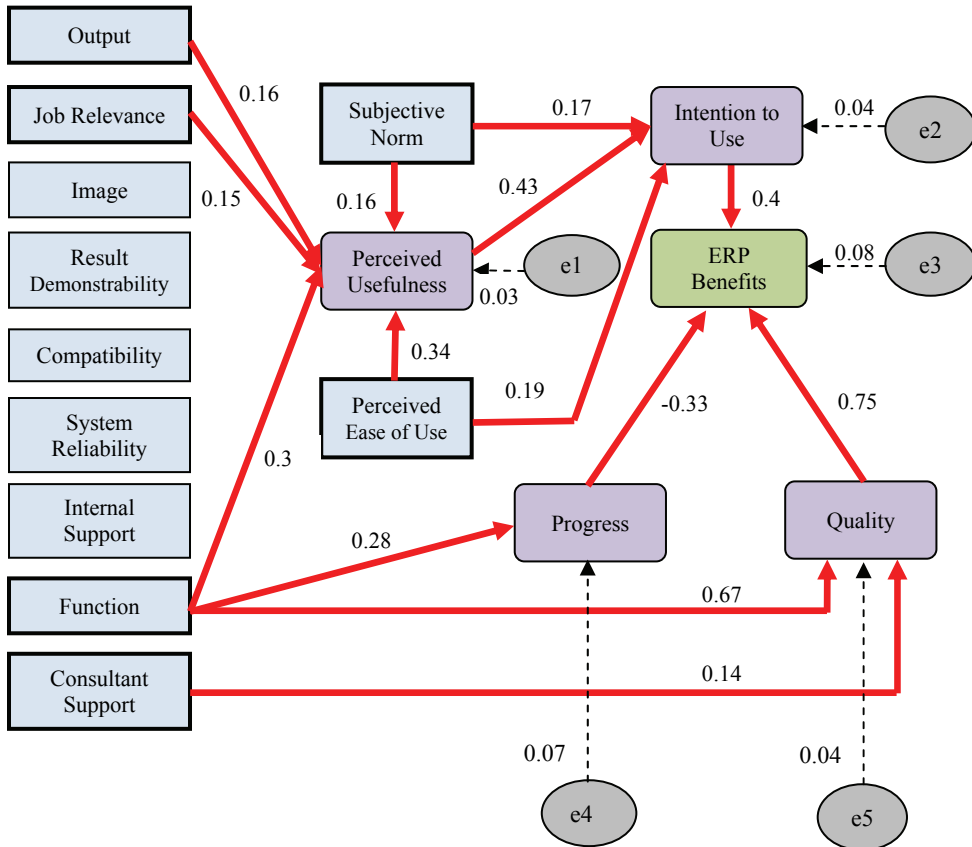 Output
0.16
Job Relevance
Subjective
Norm
0.17
Intention to
Use
0.04
e2
Image
0.15
0.16
0.43
0.4
Result
Demonstrability
Perceived
Usefulness
e1
0.03
ERP
Benefits
0.08
e3
Compatibility
0.34
System
Reliability
Perceived
Ease of Use
0.19
-0.33
0.75
0.3
Internal
Support
Progress
Quality
0.28
Function
0.67
Consultant
Support
0.14
0.07
0.04
e4
e5